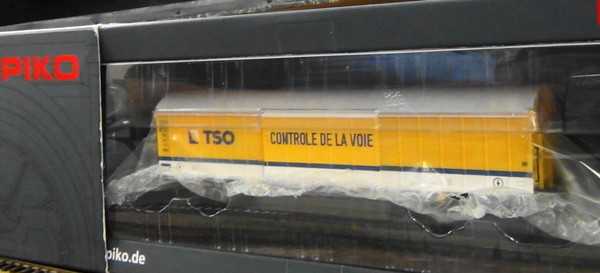 PIKO
TSO
CONTROLE DE LA VOIE
piko.de